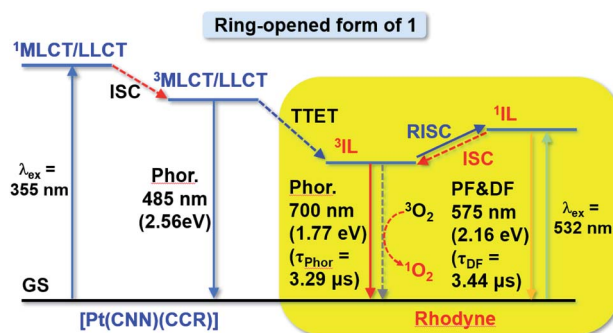 Ring-opened form of 1
¹MLCT/LLCT
ISC
³MLCT/LLCT
TTET
³IL
RISC
ISC
¹IL
λex =
355 nm
Phor.
485 nm
(2.56eV)
Phor.
700 nm
(1.77 eV)
(τPhor =
3.29 µs)
³O₂
¹O₂
PF&DF
575 nm
(2.16 eV)
(τDF =
3.44 µs)
λex =
532 nm
GS
[Pt(CNN)(CCR)]
Rhodyne